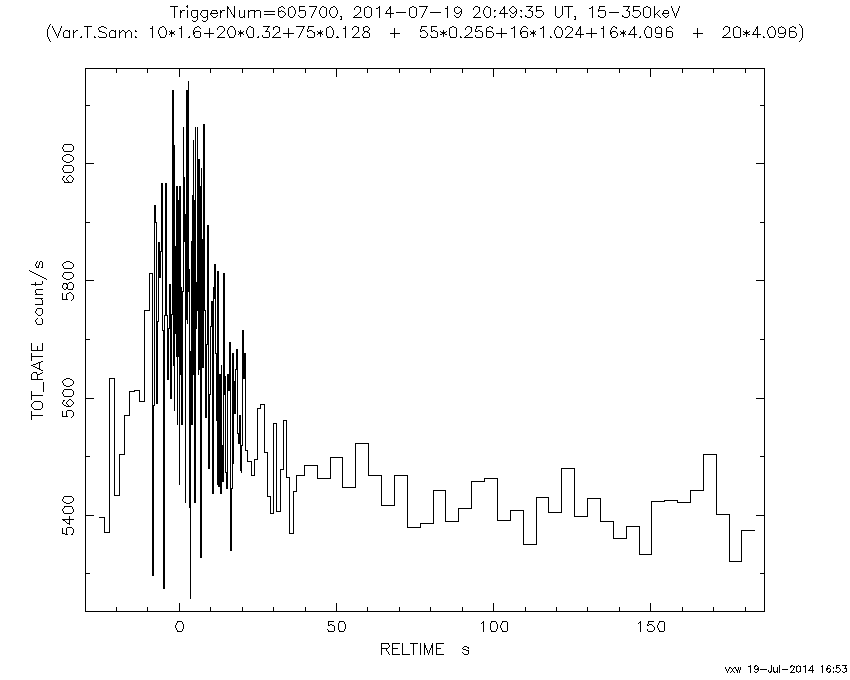 TriggerNum=605700, 2014-07-19 20:49:35 UT, 15-350keV
(Var.T.Sam: 10*1.6+20*0.32+75*0.128 + 55*0.256+16*1.024+16*4.096 + 20*4.096)
TOT_RATE count/s
6000
5800
5600
5400
0 50 100 150
RELTIME s
vxw 19-Jul-2014 16:53